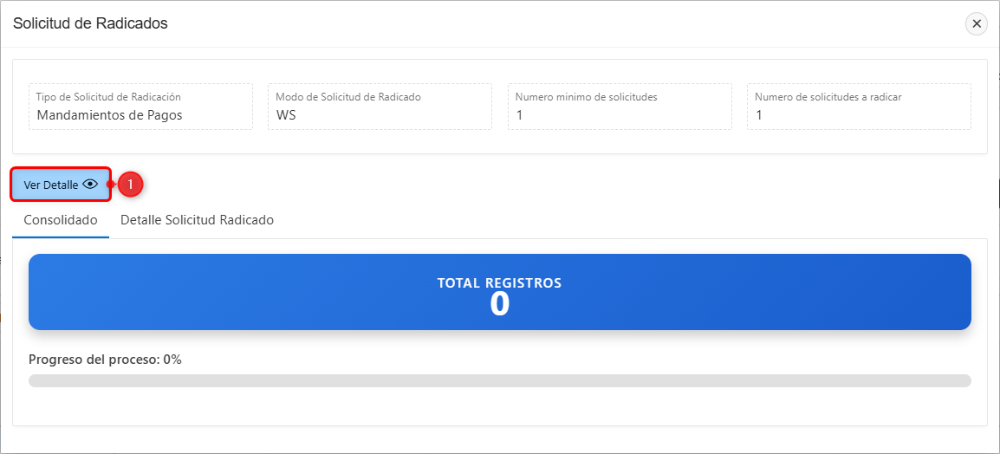 Solicitud de Radicados
Tipo de Solicitud de Radicación
Mandamientos de Pagos
Modo de Solicitud de Radicado
WS
Numero minimo de solicitudes
1
Numero de solicitudes a radicar
1
Ver Detalle
1
Consolidado
Detalle Solicitud Radicado
TOTAL REGISTROS
0
Progreso del proceso: 0%